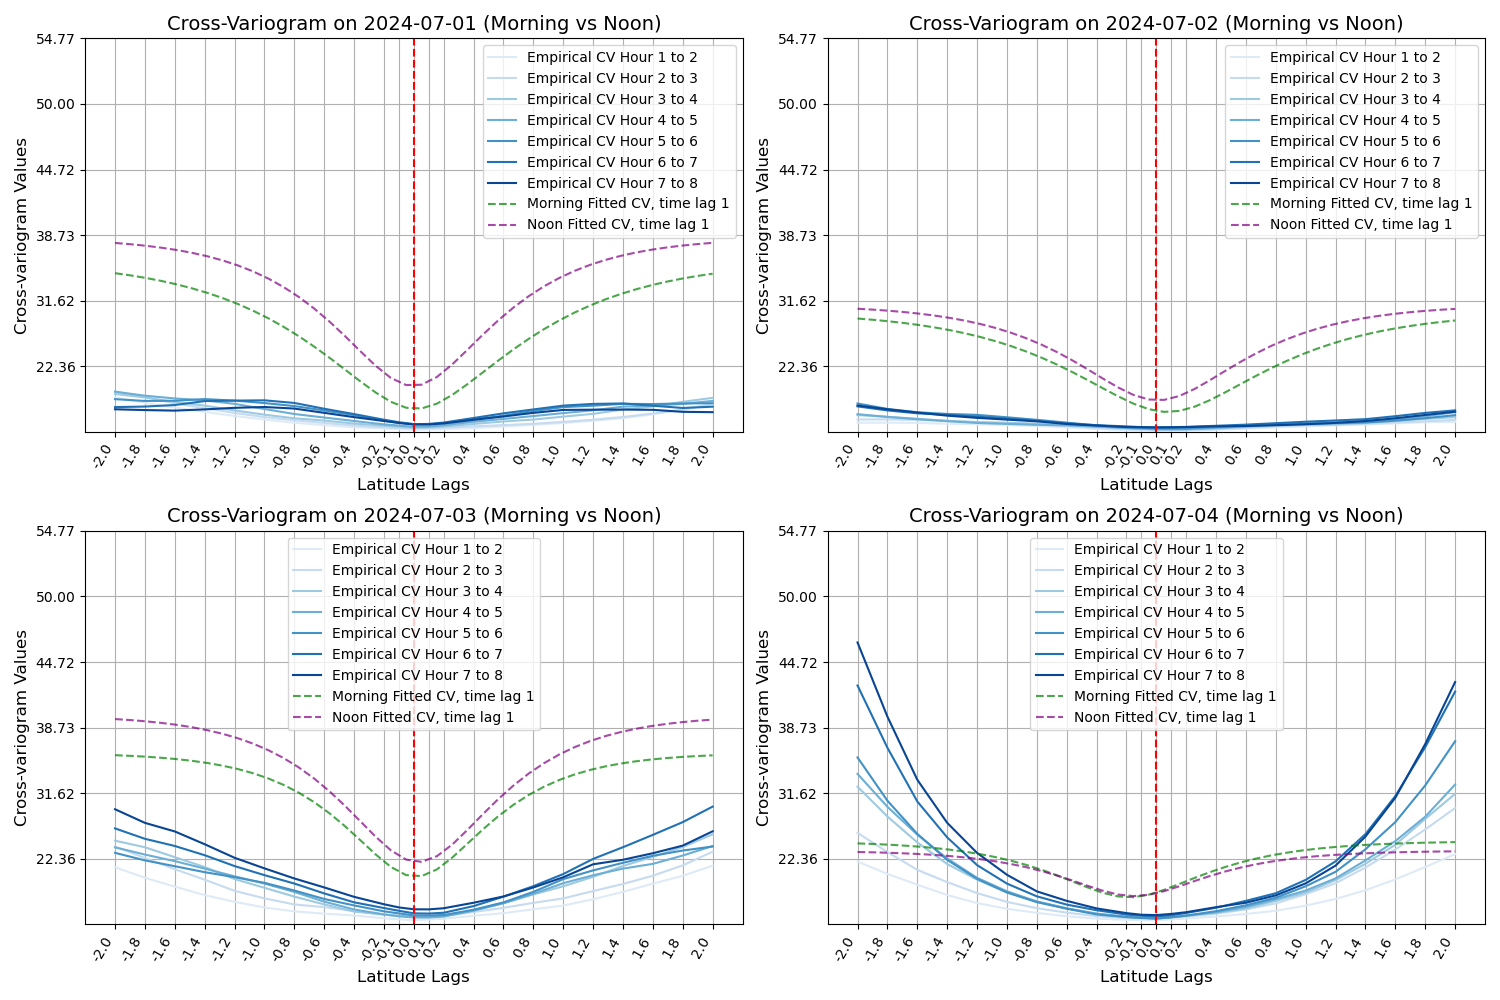 Cross-Variogram on 2024-07-01 (Morning vs Noon)
Cross-variogram Values
54.77
50.00
44.72
38.73
31.62
22.36
Empirical CV Hour 1 to 2
Empirical CV Hour 2 to 3
Empirical CV Hour 3 to 4
Empirical CV Hour 4 to 5
Empirical CV Hour 5 to 6
Empirical CV Hour 6 to 7
Empirical CV Hour 7 to 8
Morning Fitted CV, time lag 1
Noon Fitted CV, time lag 1
-2.0 -1.8 -1.6 -1.4 -1.2 -1.0 -0.8 -0.6 -0.4 -0.2 -0.1 0.0 0.1 0.2 0.4 0.6 0.8 1.0 1.2 1.4 1.6 1.8 2.0
Latitude Lags
Cross-Variogram on 2024-07-02 (Morning vs Noon)
Cross-variogram Values
54.77
50.00
44.72
38.73
31.62
22.36
Empirical CV Hour 1 to 2
Empirical CV Hour 2 to 3
Empirical CV Hour 3 to 4
Empirical CV Hour 4 to 5
Empirical CV Hour 5 to 6
Empirical CV Hour 6 to 7
Empirical CV Hour 7 to 8
Morning Fitted CV, time lag 1
Noon Fitted CV, time lag 1
-2.0 -1.8 -1.6 -1.4 -1.2 -1.0 -0.8 -0.6 -0.4 -0.2 -0.1 0.0 0.1 0.2 0.4 0.6 0.8 1.0 1.2 1.4 1.6 1.8 2.0
Latitude Lags
Cross-Variogram on 2024-07-03 (Morning vs Noon)
Cross-variogram Values
54.77
50.00
44.72
38.73
31.62
22.36
Empirical CV Hour 1 to 2
Empirical CV Hour 2 to 3
Empirical CV Hour 3 to 4
Empirical CV Hour 4 to 5
Empirical CV Hour 5 to 6
Empirical CV Hour 6 to 7
Empirical CV Hour 7 to 8
Morning Fitted CV, time lag 1
Noon Fitted CV, time lag 1
-2.0 -1.8 -1.6 -1.4 -1.2 -1.0 -0.8 -0.6 -0.4 -0.2 -0.1 0.0 0.1 0.2 0.4 0.6 0.8 1.0 1.2 1.4 1.6 1.8 2.0
Latitude Lags
Cross-Variogram on 2024-07-04 (Morning vs Noon)
Cross-variogram Values
54.77
50.00
44.72
38.73
31.62
22.36
Empirical CV Hour 1 to 2
Empirical CV Hour 2 to 3
Empirical CV Hour 3 to 4
Empirical CV Hour 4 to 5
Empirical CV Hour 5 to 6
Empirical CV Hour 6 to 7
Empirical CV Hour 7 to 8
Morning Fitted CV, time lag 1
Noon Fitted CV, time lag 1
-2.0 -1.8 -1.6 -1.4 -1.2 -1.0 -0.8 -0.6 -0.4 -0.2 -0.1 0.0 0.1 0.2 0.4 0.6 0.8 1.0 1.2 1.4 1.6 1.8 2.0
Latitude Lags